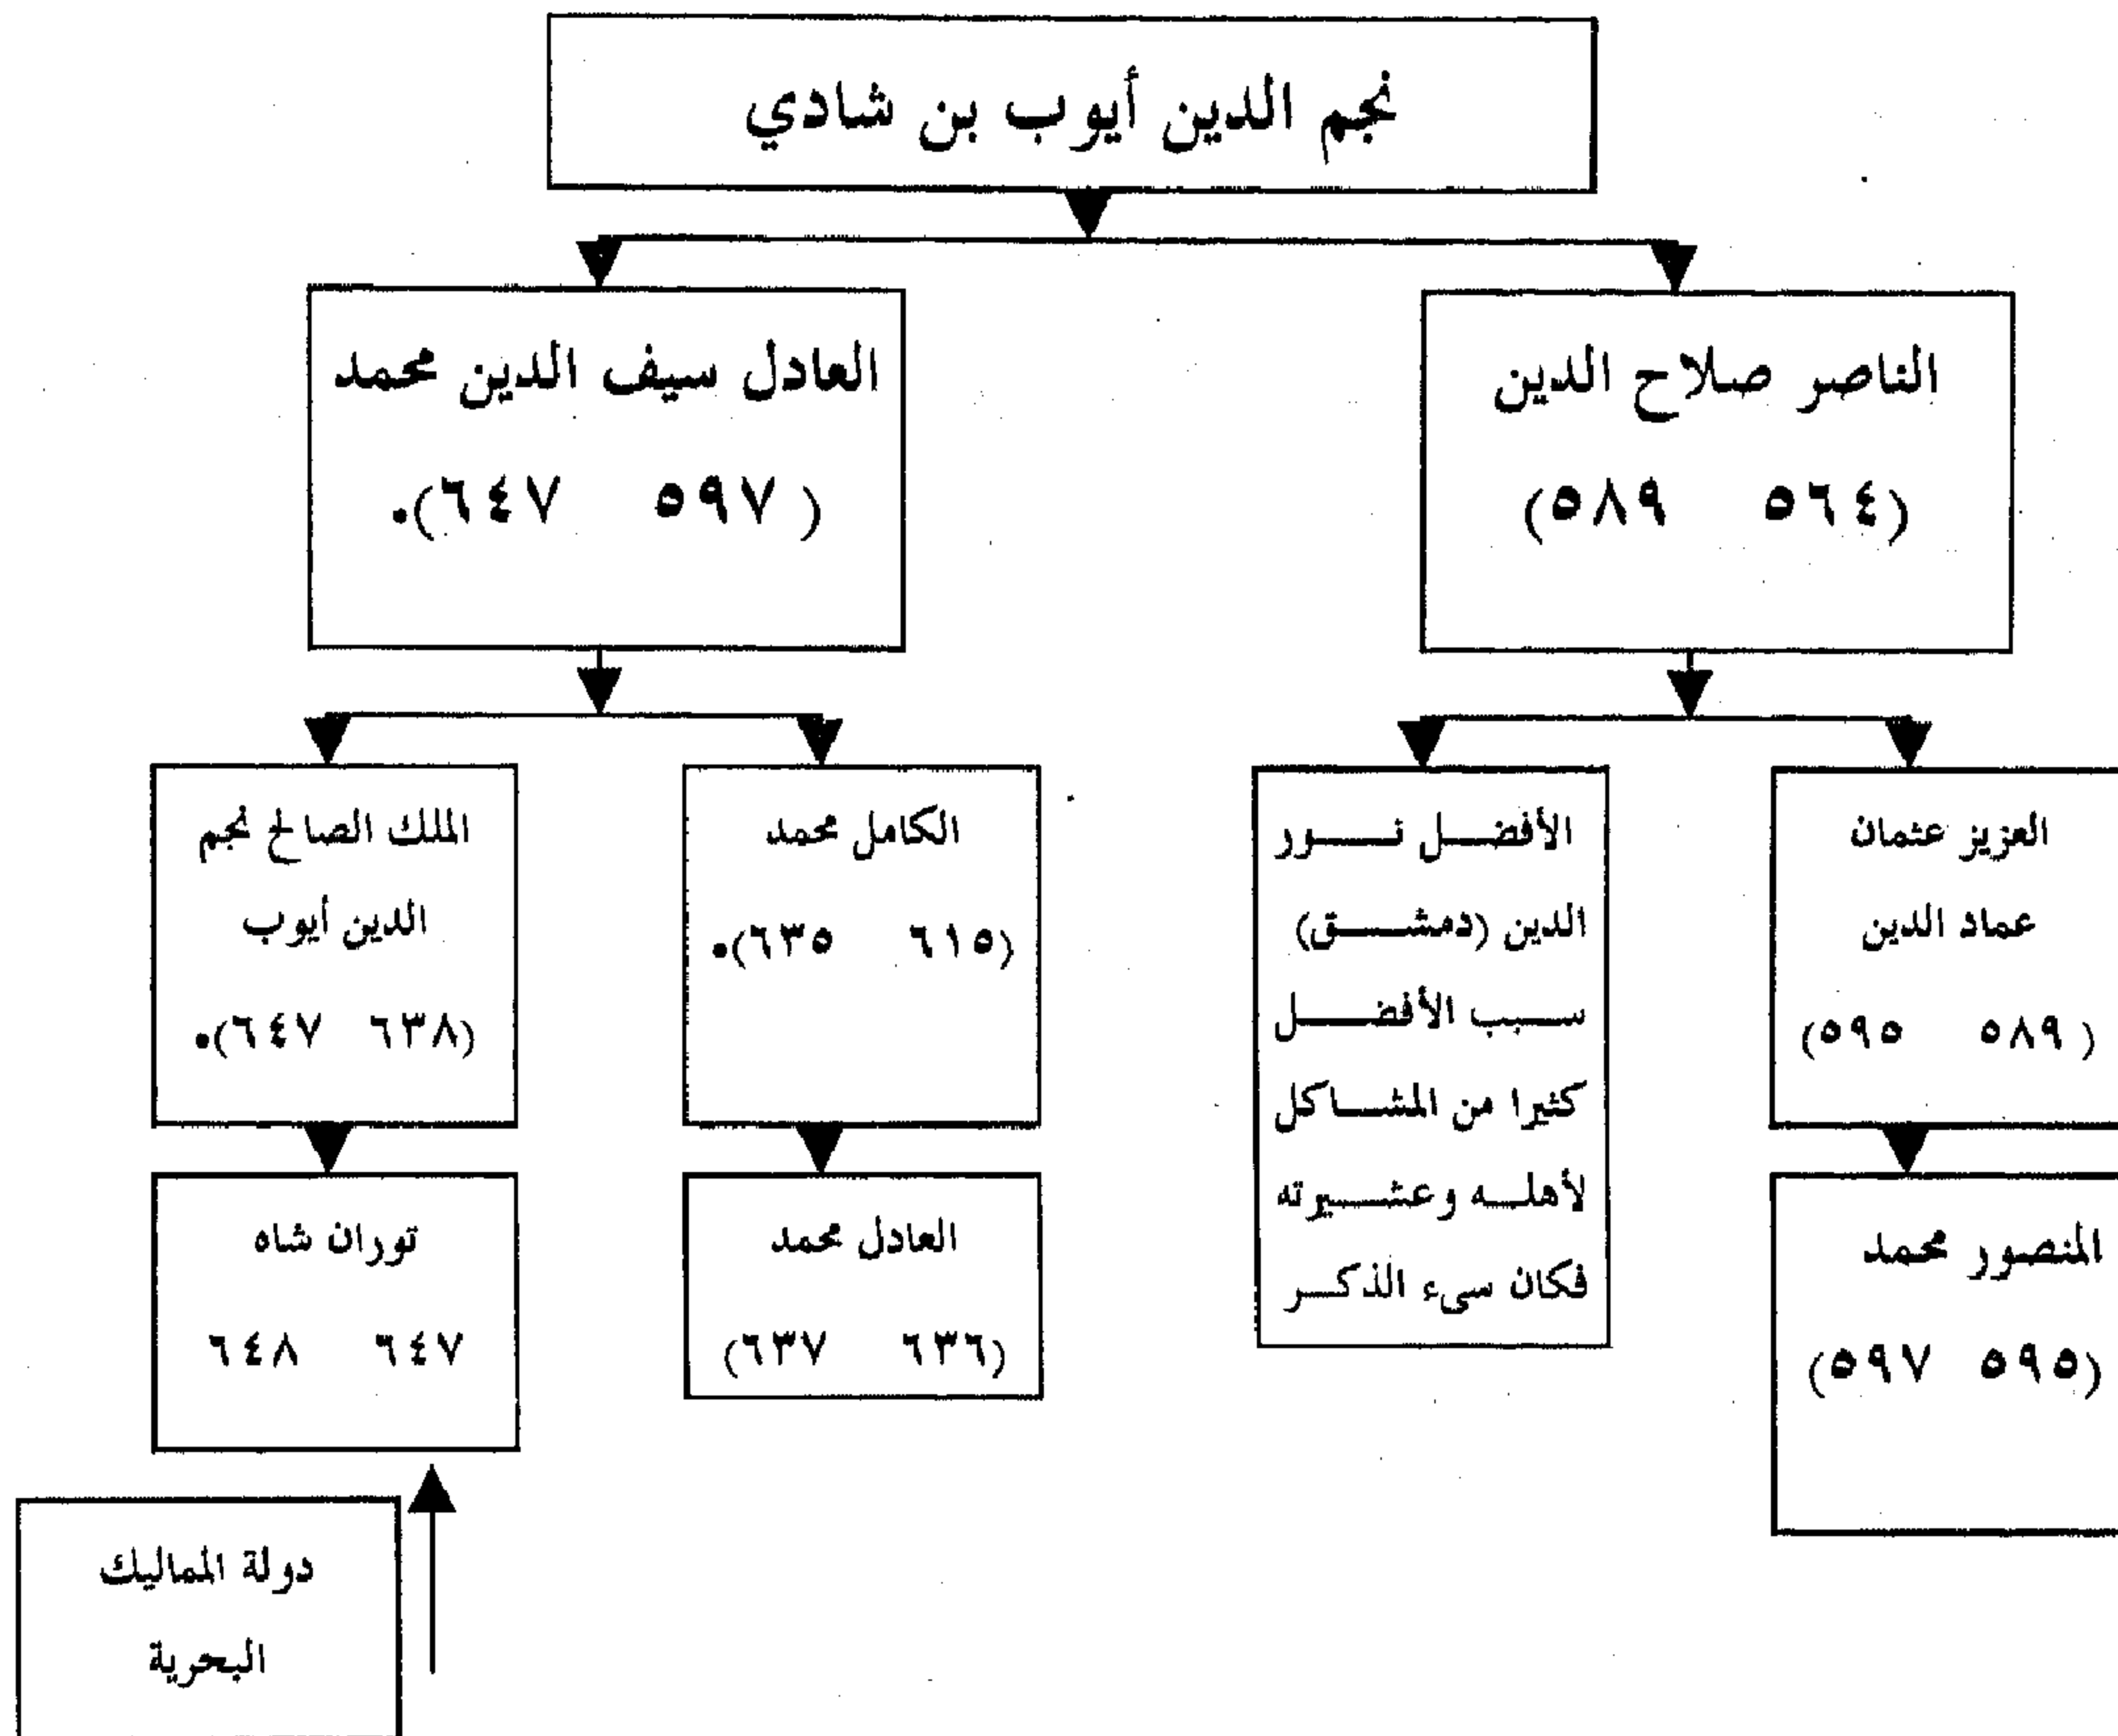 نجم الدين أيوب بن شادي
الناصر صلاح الدين
(٥٦٤ ٥٨٩)
العادل سيف الدين محمد
(٥٩٧ ٦٤٧).
العزيز عثمان
عماد الدين
(٥٨٩ ٥٩٥)
الأفضل نور
الدين (دمشق)
سبب الأفضل
كثيرا من المشاكل
لأهله وعشيرته
فكان سيء الذكر
الكامل محمد
(٦١٥ ٦٣٥).
الملك الصالح نجم
الدين أيوب
(٦٣٨ ٦٤٧).
المنصور محمد
(٥٩٥ ٥٩٧)
العادل محمد
(٦٣٦ ٦٣٧)
توران شاه
٦٤٧ ٦٤٨
دولة المماليك
البحرية